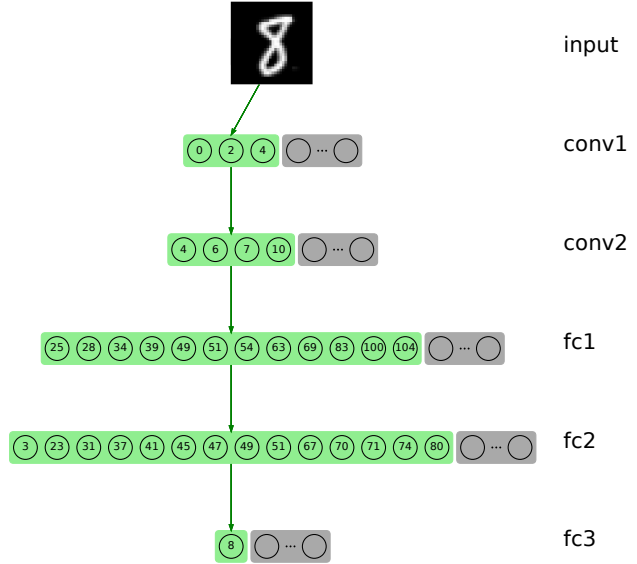 8
input
0 2 4 ... conv1
4 6 7 10 ... conv2
25 28 34 39 49 51 54 63 69 83 100 104 ... fc1
3 23 31 37 41 45 47 49 51 67 70 71 74 80 ... fc2
8 ... fc3